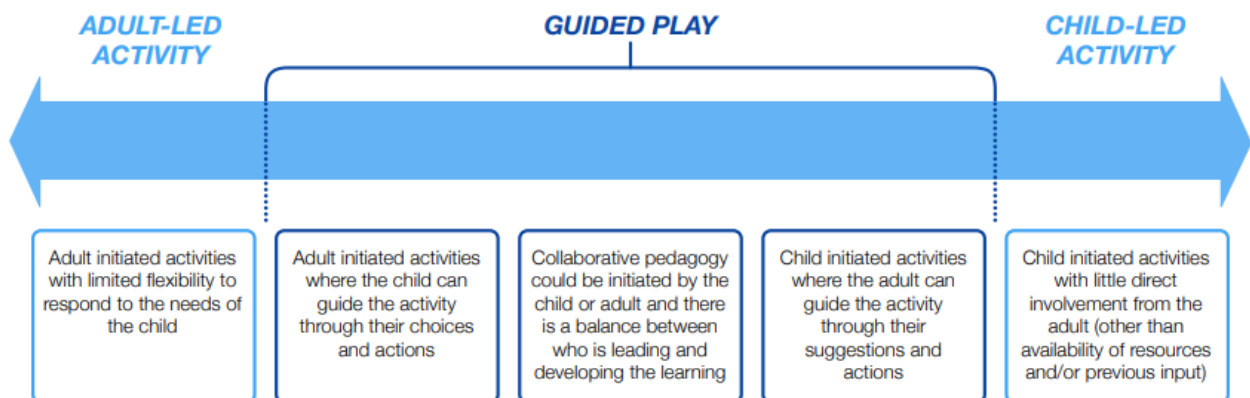 ADULT-LED
ACTIVITY
GUIDED PLAY
CHILD-LED
ACTIVITY
Adult initiated activities
with limited flexibility to
respond to the needs of
the child
Adult initiated activities
where the child can
guide the activity
through their choices
and actions
Collaborative pedagogy
could be initiated by the
child or adult and there
is a balance between
who is leading and
developing the learning
Child initiated activities
where the adult can
guide the activity
through their
suggestions and
actions
Child initiated activities
with little direct
involvement from the
adult (other than
availability of resources
and/or previous input)